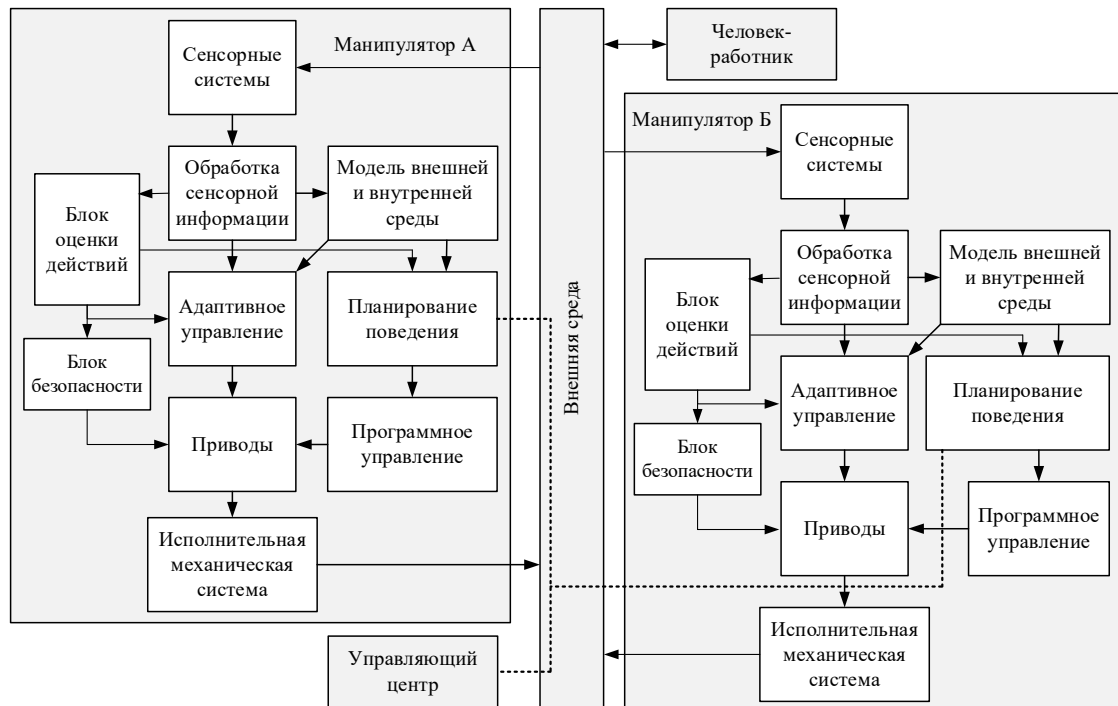 Манипулятор А
Сенсорные
системы
Обработка
сенсорной
информации
Модель внешней
и внутренней
среды
Блок
оценки
действий
Адаптивное
управление
Планирование
поведения
Блок
безопасности
Приводы
Программное
управление
Исполнительная
механическая
система
Управляющий
центр
Внешняя среда
Человек-
работник
Манипулятор Б
Сенсорные
системы
Обработка
сенсорной
информации
Модель внешней
и внутренней
среды
Блок
оценки
действий
Адаптивное
управление
Планирование
поведения
Блок
безопасности
Приводы
Программное
управление
Исполнительная
механическая
система